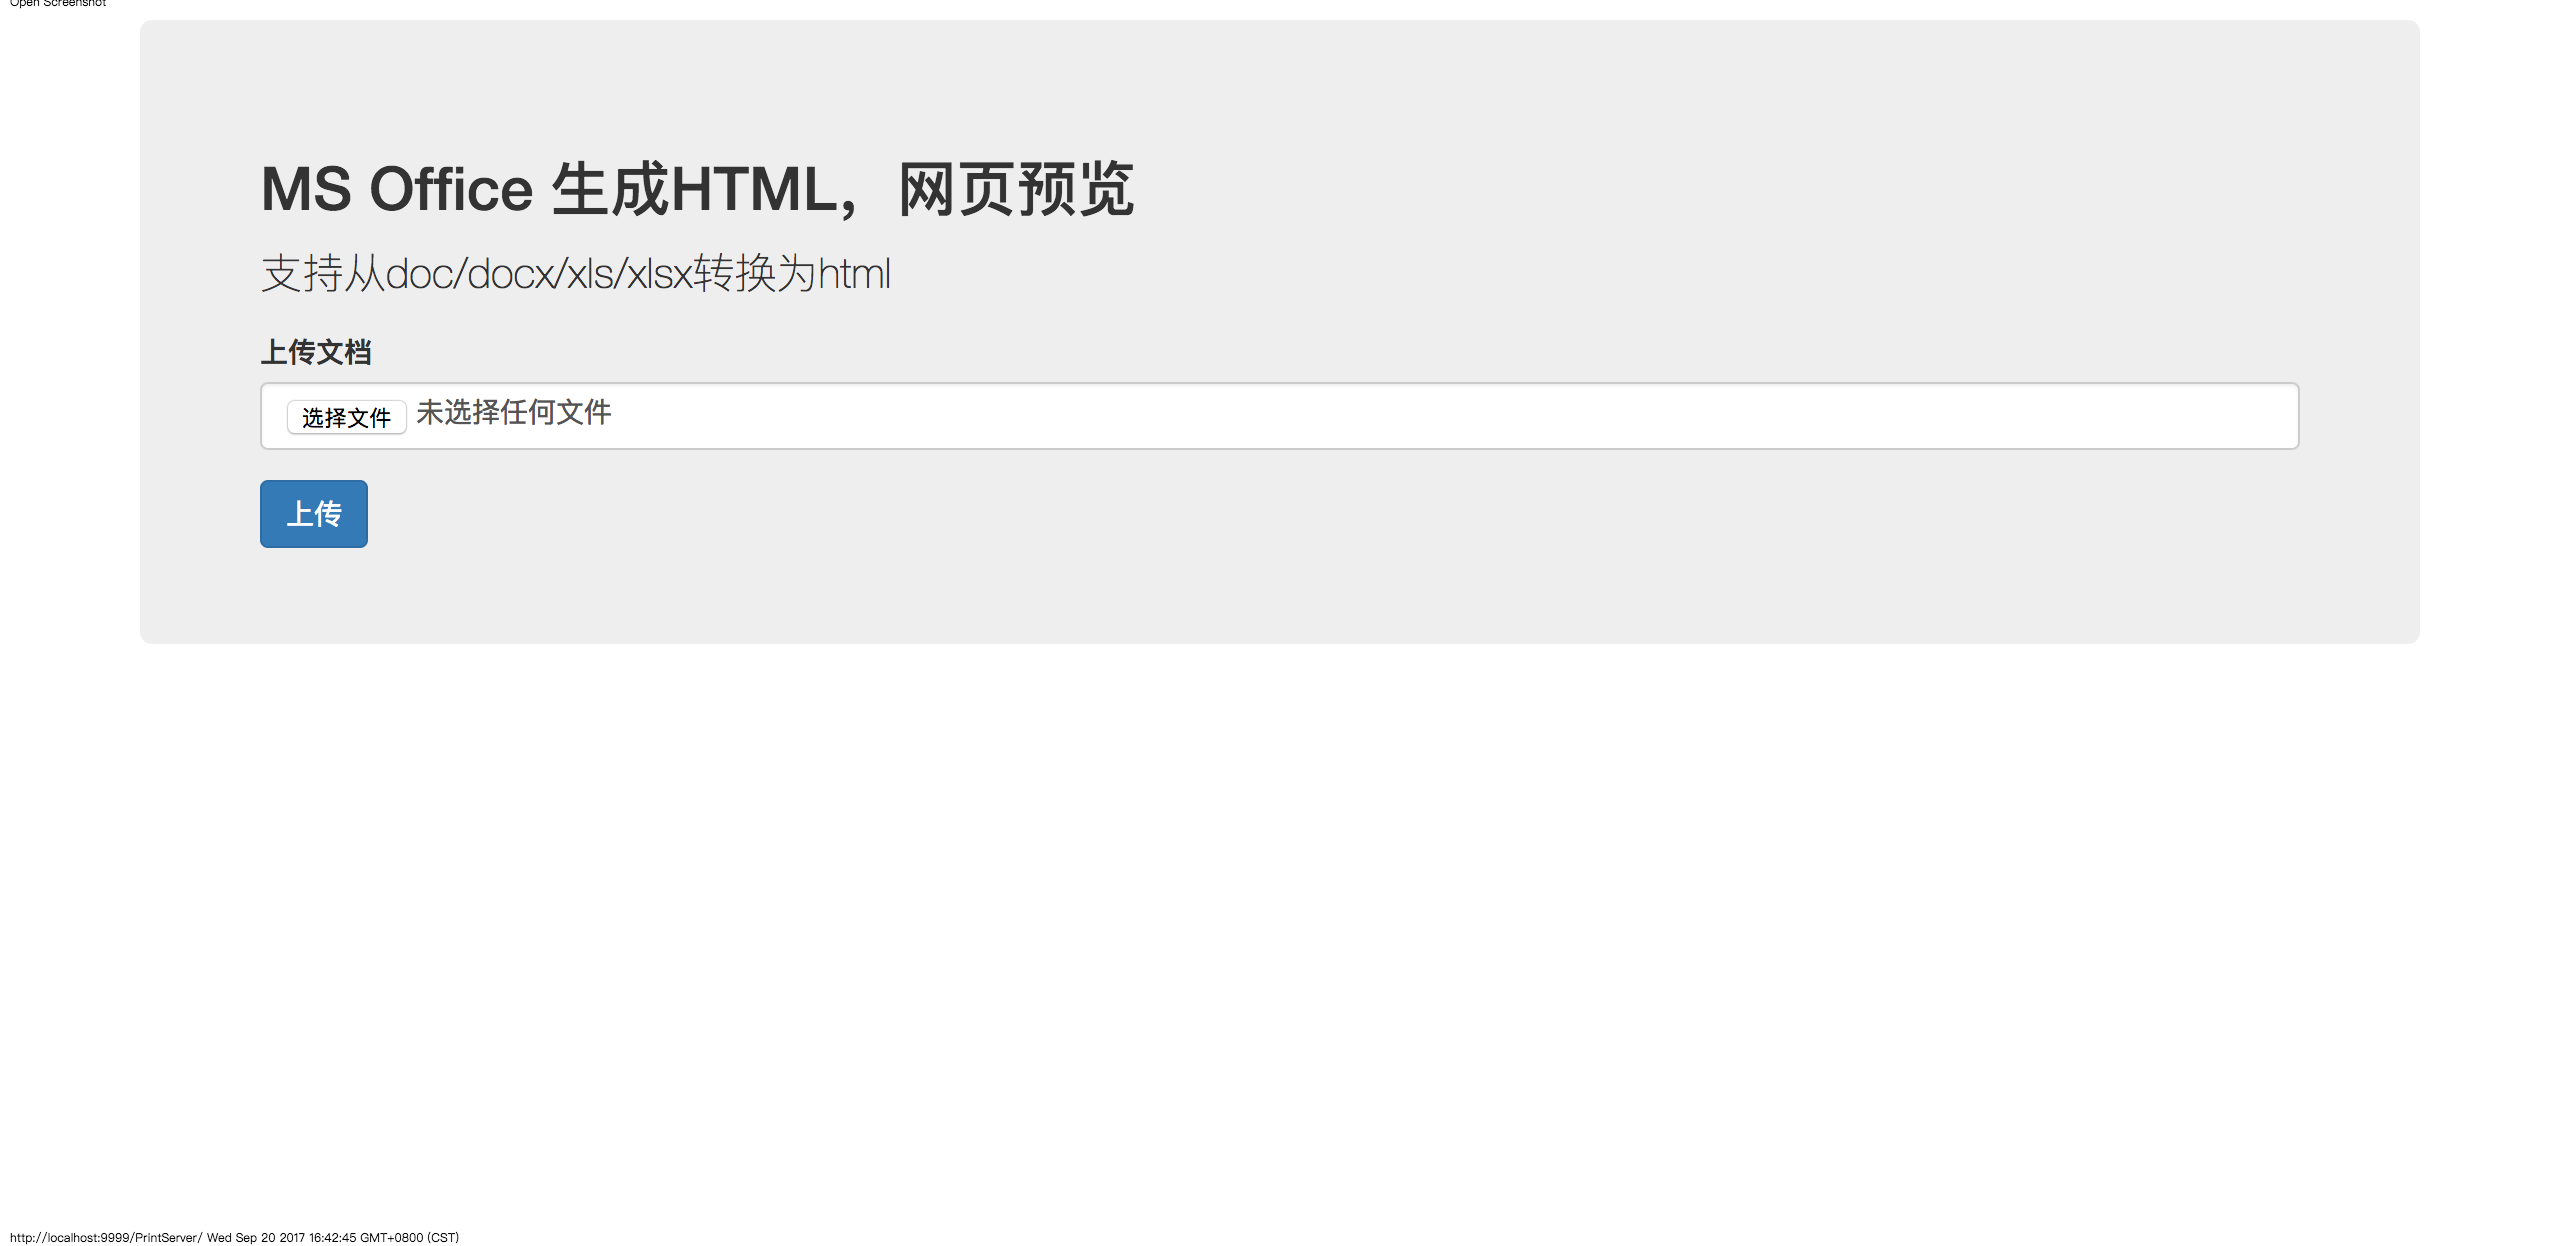 Open Screenshot
MS Office 生成HTML，网页预览
支持从doc/docx/xls/xlsx转换为html
上传文档
选择文件 未选择任何文件
上传
http://localhost:9999/PrintServer/ Wed Sep 20 2017 16:42:45 GMT+0800 (CST)